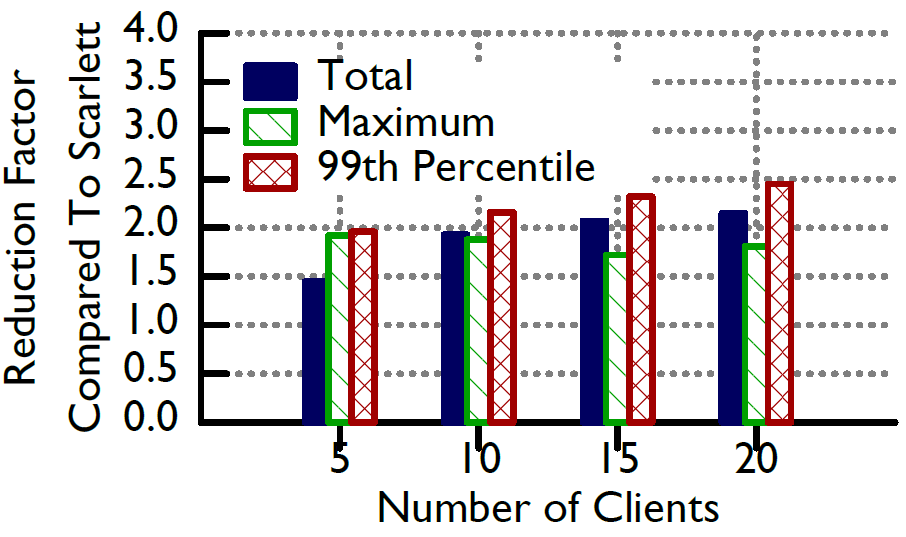 Reduction Factor
Compared To Scarlett
4.0
3.5
3.0
2.5
2.0
1.5
1.0
0.5
0.0
Total
Maximum
99th Percentile
5 10 15 20
Number of Clients